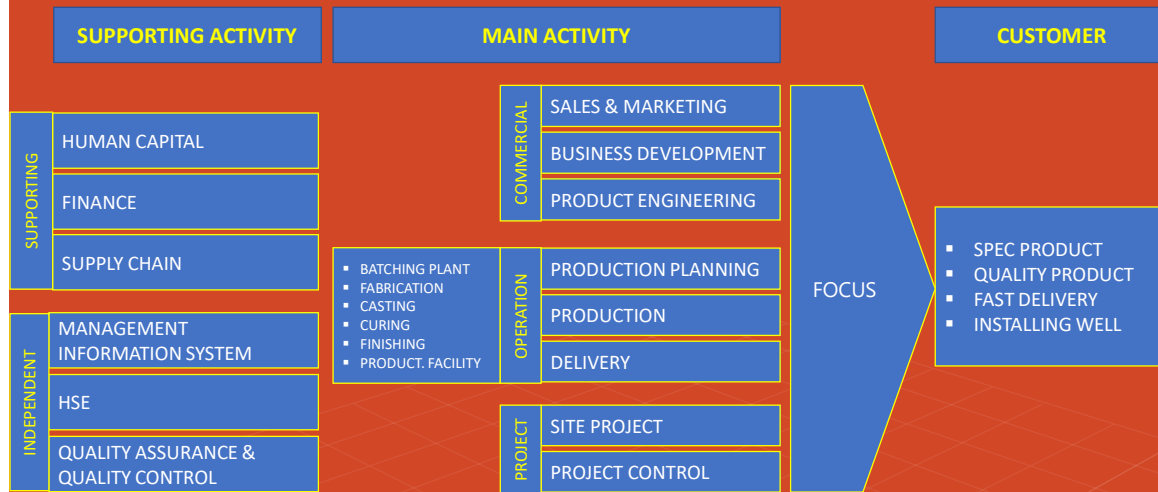 SUPPORTING ACTIVITY
MAIN ACTIVITY
CUSTOMER
SUPPORTING
HUMAN CAPITAL
FINANCE
SUPPLY CHAIN
INDEPENDENT
MANAGEMENT
INFORMATION SYSTEM
HSE
QUALITY ASSURANCE &
QUALITY CONTROL
COMMERCIAL
SALES & MARKETING
BUSINESS DEVELOPMENT
PRODUCT ENGINEERING
▪ BATCHING PLANT
▪ FABRICATION
▪ CASTING
▪ CURING
▪ FINISHING
▪ PRODUCT. FACILITY
OPERATION
PRODUCTION PLANNING
PRODUCTION
DELIVERY
PROJECT
SITE PROJECT
PROJECT CONTROL
FOCUS
▪ SPEC PRODUCT
▪ QUALITY PRODUCT
▪ FAST DELIVERY
▪ INSTALLING WELL